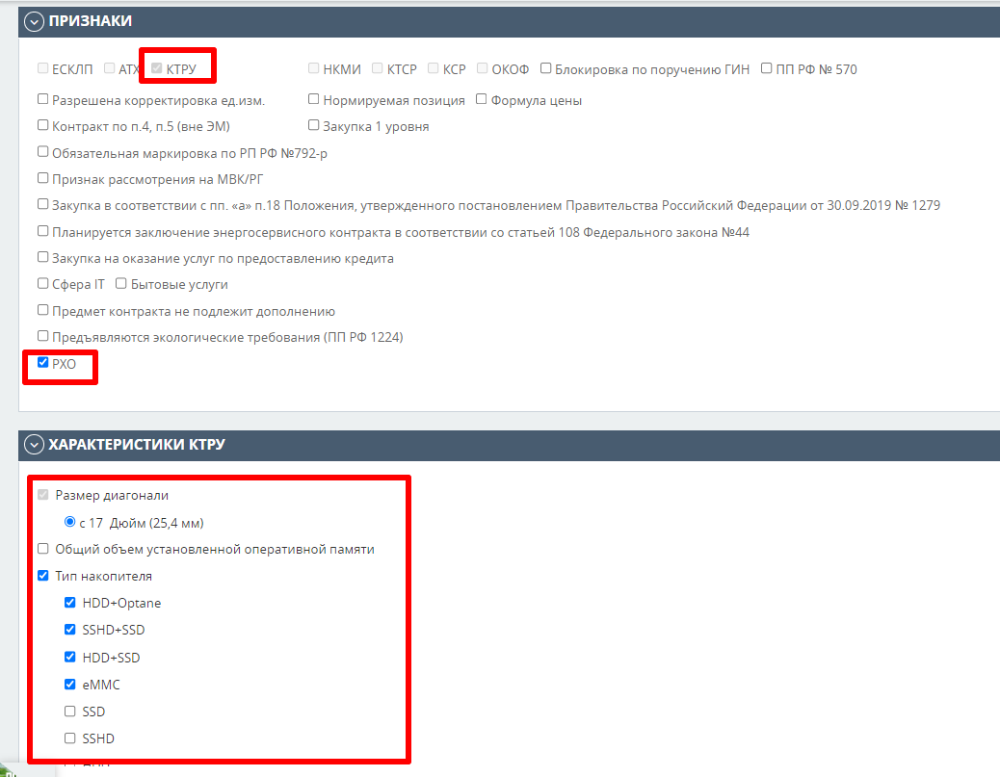 ПРИЗНАКИ
ЕСКЛП АТХ КТРУ НКМИ КТСР КСР ОКОФ Блокировка по поручению ГИН ПП РФ № 570
Разрешена корректировка ед.изм. Нормируемая позиция Формула цены
Контракт по п.4, п.5 (вне ЭМ) Закупка 1 уровня
Обязательная маркировка по РП РФ №792-р
Признак рассмотрения на МВК/РГ
Закупка в соответствии с пп. «а» п.18 Положения, утвержденного постановлением Правительства Российский Федерации от 30.09.2019 № 1279
Планируется заключение энергосервисного контракта в соответствии со статьей 108 Федерального закона №44
Закупка на оказание услуг по предоставлению кредита
Сфера IT Бытовые услуги
Предмет контракта не подлежит дополнению
Предъявляются экологические требования (ПП РФ 1224)
РХО
ХАРАКТЕРИСТИКИ КТРУ
Размер диагонали
с 17 Дюйм (25,4 мм)
Общий объем установленной оперативной памяти
Тип накопителя
HDD+Optane
SSHD+SSD
HDD+SSD
eMMC
SSD
SSHD